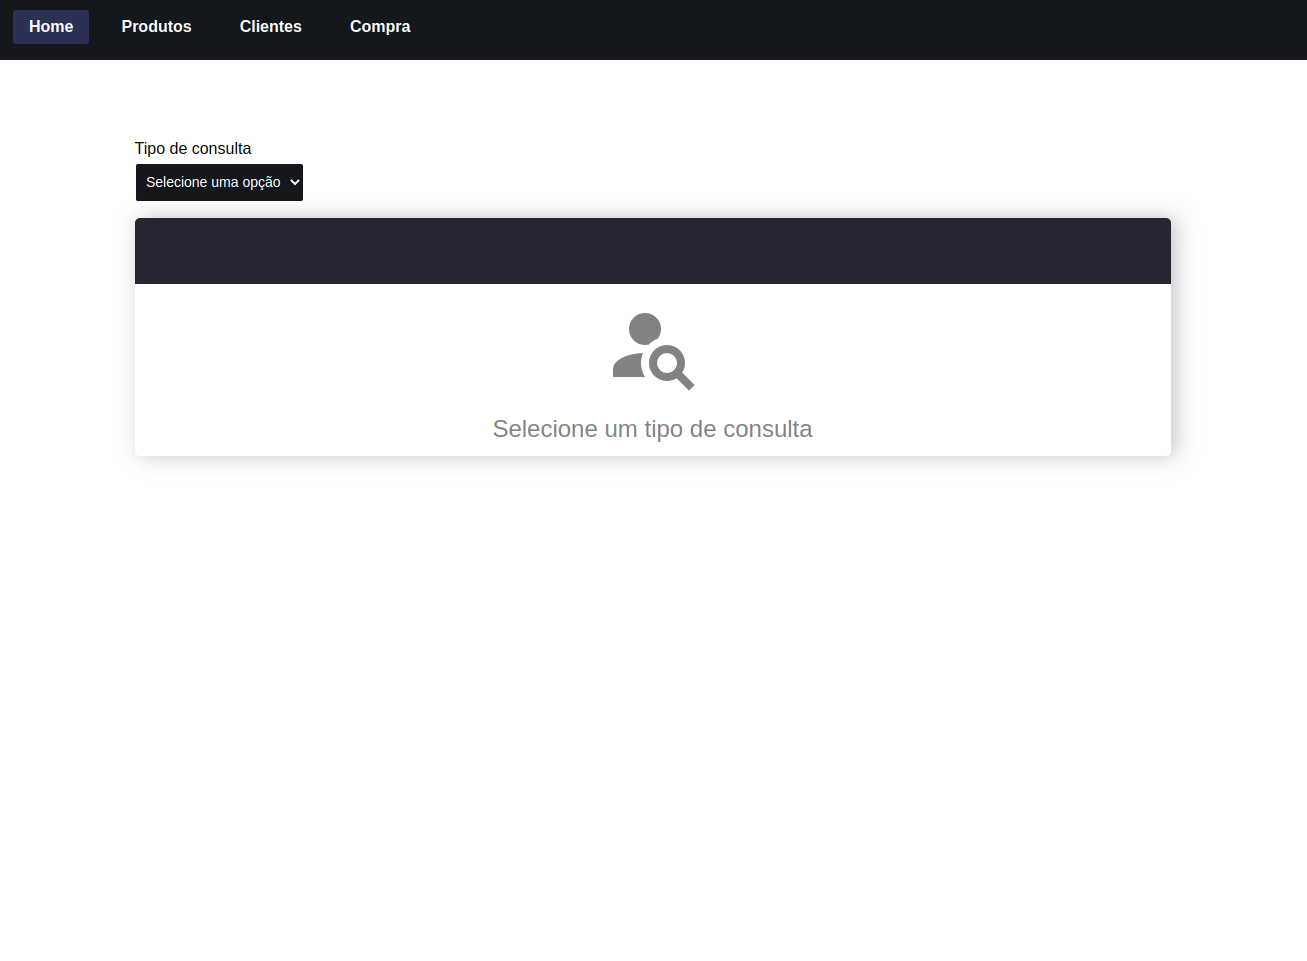 Home Produtos Clientes Compra
Tipo de consulta
Selecione uma opção
Selecione um tipo de consulta